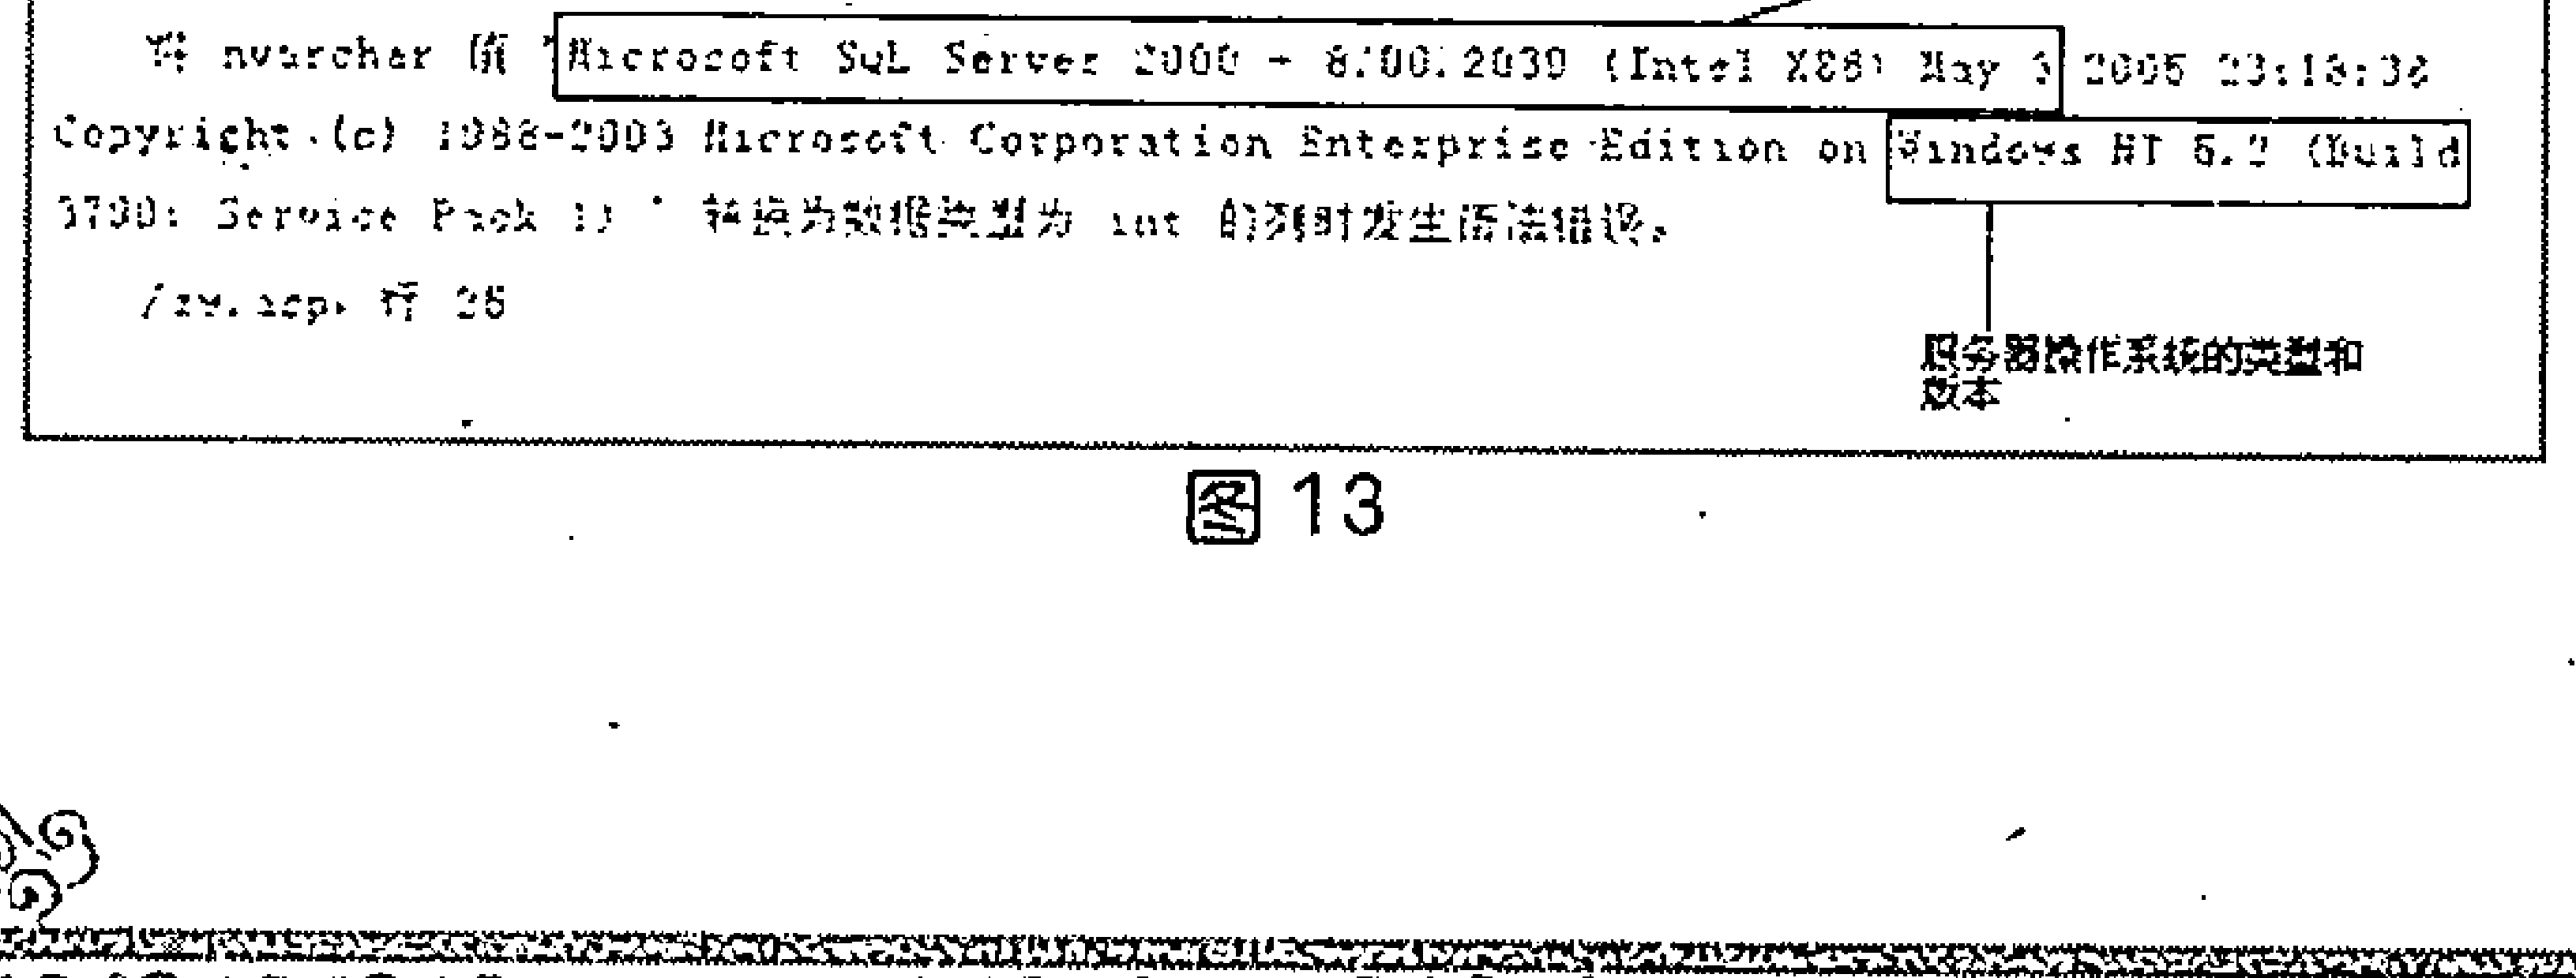 将 nvarchar 值 'Microsoft SQL Server 2000 - 8.00.2039 (Intel X86) May 3 2005 23:18:38
Copyright (c) 1988-2003 Microsoft Corporation Enterprise Edition on Windows NT 5.2 (Build
3790: Service Pack 1) ' 转换为数据类型为 int 的列时发生语法错误。
行 25
服务器操作系统的类型和
版本
图 13